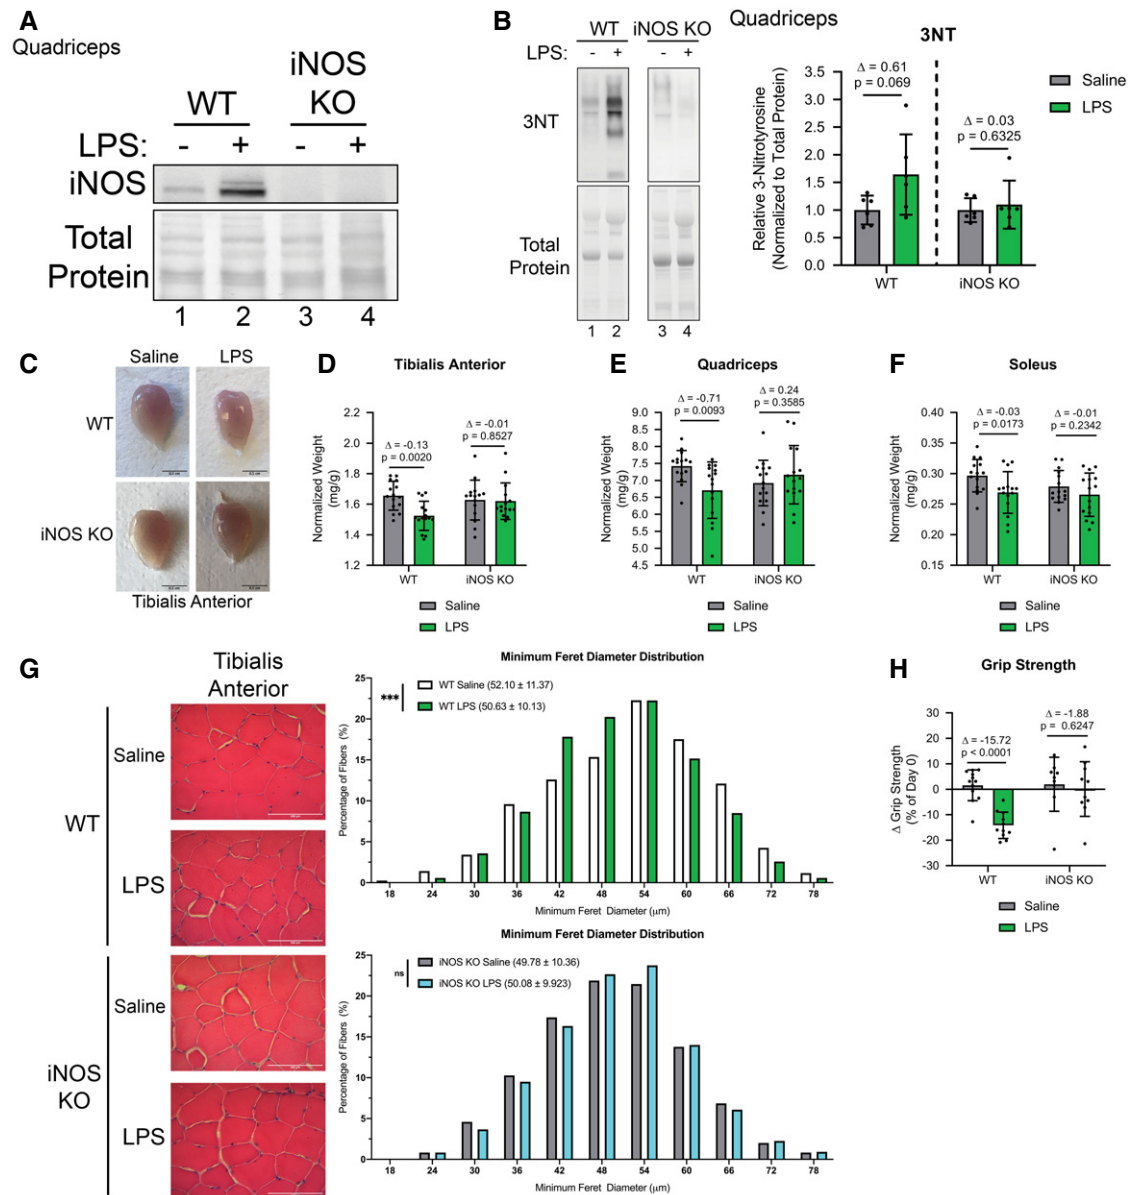 A
Quadriceps
WT
iNOS
KO
LPS:
- + - +
iNOS
Total
Protein
1 2 3 4
B
WT iNOS KO
LPS: - + - +
3NT
Total
Protein
1 2 3 4
Quadriceps
3NT
Relative 3-Nitrotyrosine
(Normalized to Total Protein)
3.5
3.0
2.5
2.0
1.5
1.0
0.5
0.0
Δ = 0.61
p = 0.069
Δ = 0.03
p = 0.6325
WT iNOS KO
Saline
LPS
C
Saline LPS
WT
iNOS KO
Tibialis Anterior
D
Tibialis Anterior
Normalized Weight
(mg/g)
2.2
2.0
1.8
1.6
1.4
1.2
Δ = -0.13
p = 0.0020
Δ = -0.01
p = 0.8527
WT iNOS KO
Saline
LPS
E
Quadriceps
Normalized Weight
(mg/g)
9.0
8.5
8.0
7.5
7.0
6.5
6.0
5.5
5.0
4.5
Δ = -0.71
p = 0.0093
Δ = 0.24
p = 0.3585
WT iNOS KO
Saline
LPS
F
Soleus
Normalized Weight
(mg/g)
0.40
0.35
0.30
0.25
0.20
0.15
Δ = -0.03
p = 0.0173
Δ = -0.01
p = 0.2342
WT iNOS KO
Saline
LPS
G
Tibialis
Anterior
WT
Saline
LPS
iNOS
KO
Saline
LPS
Minimum Feret Diameter Distribution
Percentage of Fibers (%)
25
20
15
10
5
0
***
WT Saline (52.10 ± 11.37)
WT LPS (50.63 ± 10.13)
18 24 30 36 42 48 54 60 66 72 78
Minimum Feret Diameter (μm)
Minimum Feret Diameter Distribution
Percentage of Fibers (%)
25
20
15
10
5
0
ns
iNOS KO Saline (49.78 ± 10.36)
iNOS KO LPS (50.08 ± 9.923)
18 24 30 36 42 48 54 60 66 72 78
Minimum Feret Diameter (μm)
H
Grip Strength
Δ Grip Strength
(% of Day 0)
30
20
10
0
-10
-20
-30
Δ = -15.72
p < 0.0001
Δ = -1.88
p = 0.6247
WT iNOS KO
Saline
LPS